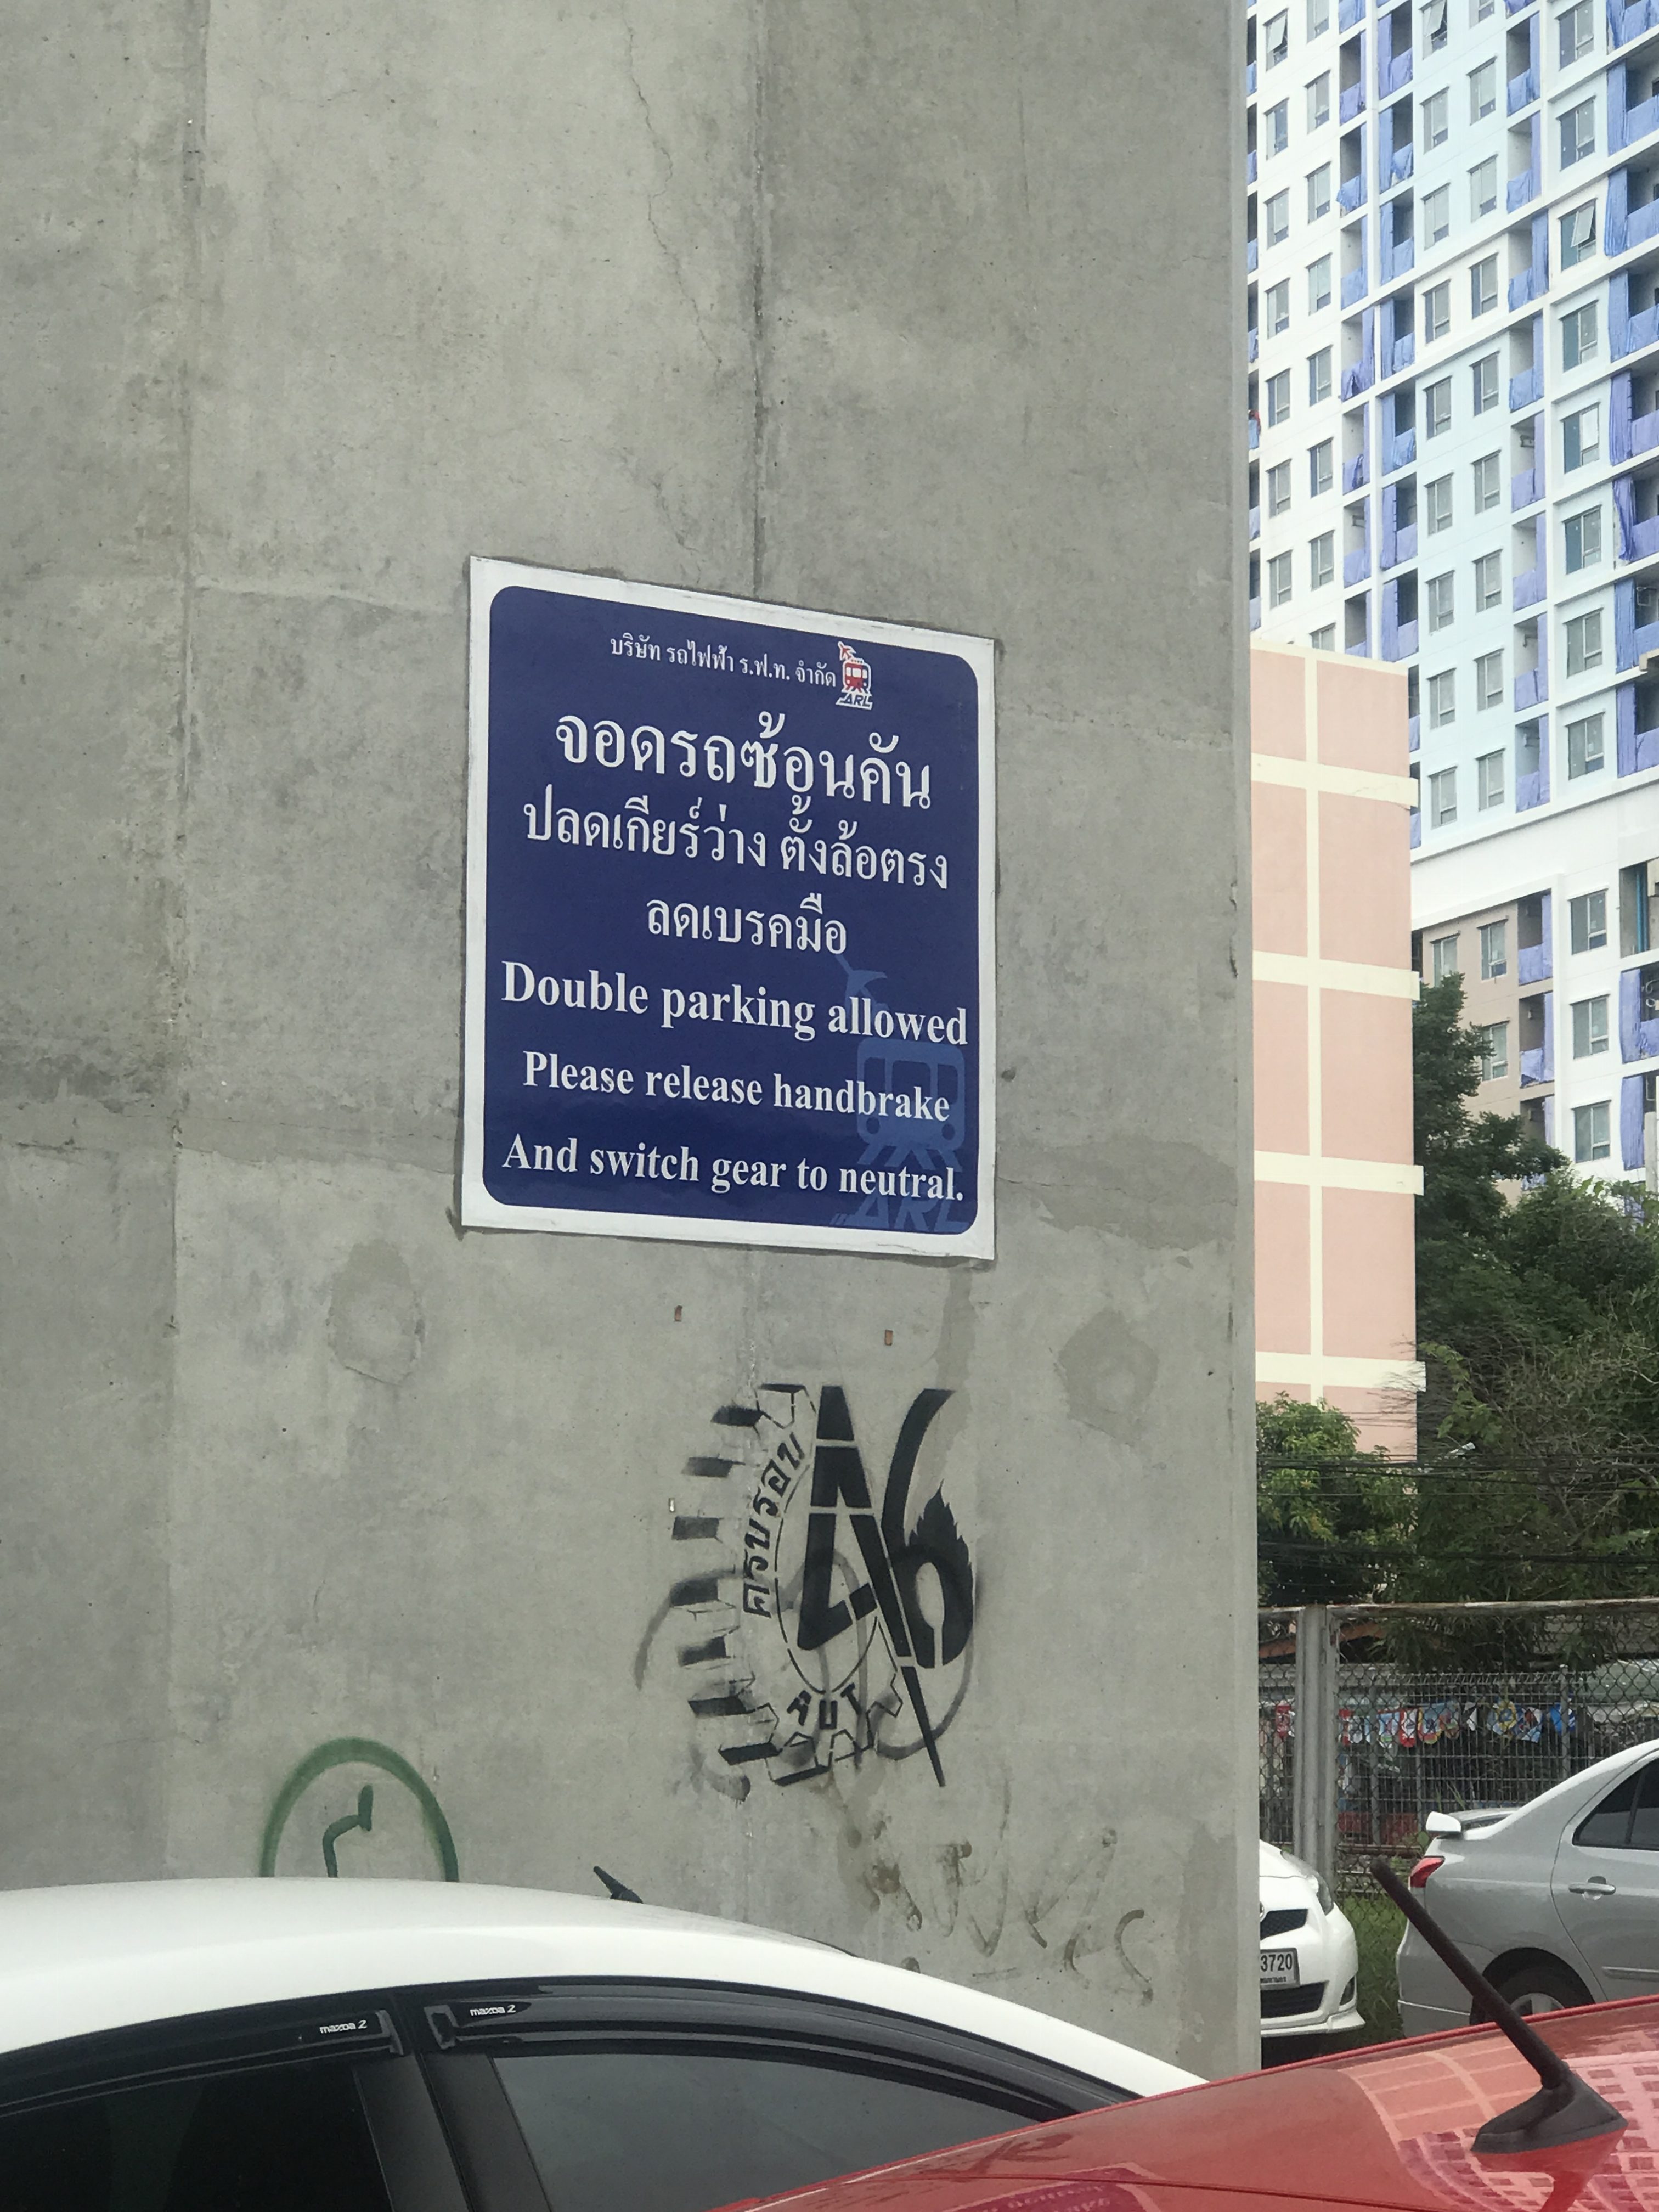 บริษัท รถไฟฟ้า ร.ฟ.ท. จำกัด
ARL
จอดรถซ้อนคัน
ปลดเกียร์ว่าง ตั้งล้อตรง
ลดเบรคมือ
Double parking allowed
Please release handbrake
And switch gear to neutral.
ARL
ครบรอบ
AUT
mazda 2
mazda 2
3720